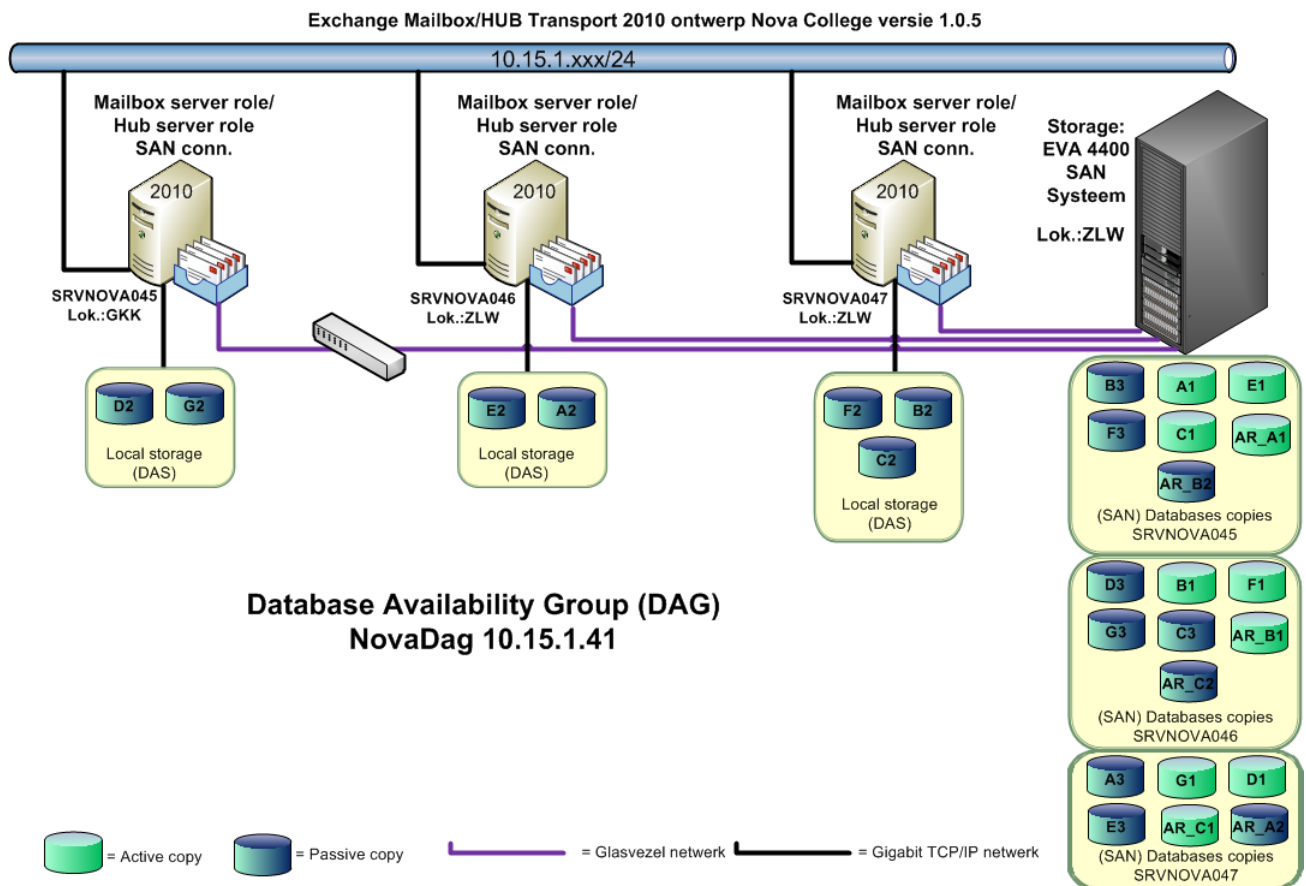 Exchange Mailbox/HUB Transport 2010 ontwerp Nova College versie 1.0.5
10.15.1.xxx/24
Mailbox server role/
Hub server role
SAN conn.
2010
SRVNOVA045
Lok.:GKK
Mailbox server role/
Hub server role
SAN conn.
2010
SRVNOVA046
Lok.:ZLW
Mailbox server role/
Hub server role
SAN conn.
2010
SRVNOVA047
Lok.:ZLW
Storage:
EVA 4400
SAN
Systeem
Lok.:ZLW
D2 G2
Local storage
(DAS)
E2 A2
Local storage
(DAS)
F2 B2
C2
Local storage
(DAS)
B3 A1 E1
F3 C1 AR_A1
AR_B2
(SAN) Databases copies
SRVNOVA045
D3 B1 F1
G3 C3 AR_B1
AR_C2
(SAN) Databases copies
SRVNOVA046
A3 G1 D1
E3 AR_C1 AR_A2
(SAN) Databases copies
SRVNOVA047
Database Availability Group (DAG)
NovaDag 10.15.1.41
= Active copy
= Passive copy
= Glasvezel netwerk
= Gigabit TCP/IP netwerk